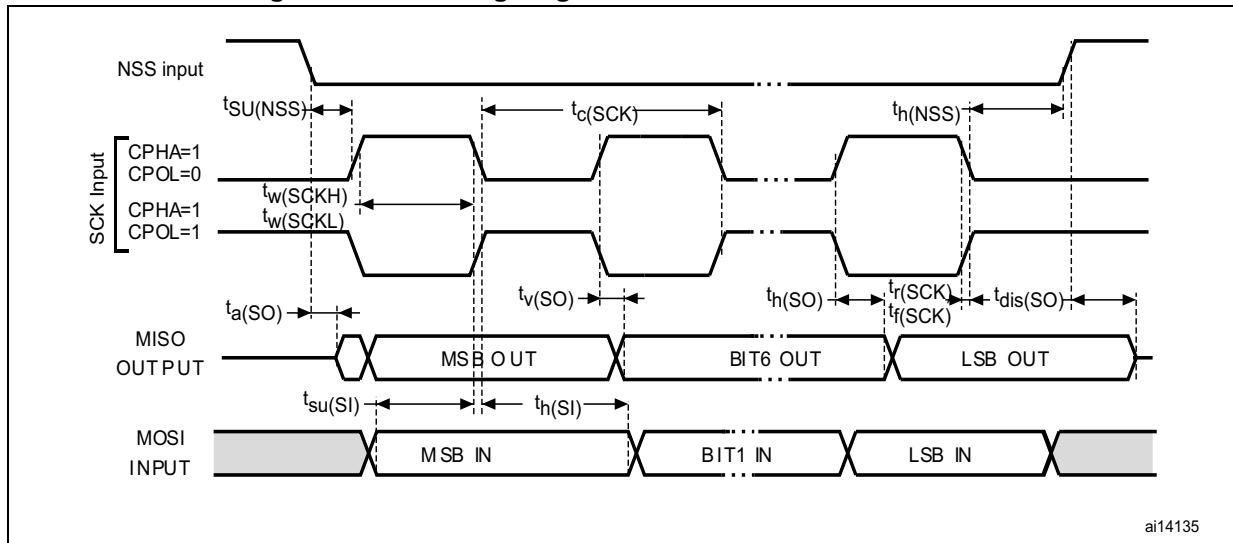 NSS input
tSU(NSS)
tc(SCK)
th(NSS)
SCK Input
CPHA=1
CPOL=0
tw(SCKH)
CPHA=1
tw(SCKL)
CPOL=1
ta(SO)
tv(SO)
th(SO)
tr(SCK)
tf(SCK)
tdis(SO)
MISO
OUTPUT
MSB OUT
BIT6 OUT
LSB OUT
tsu(SI)
th(SI)
MOSI
INPUT
MSB IN
BIT1 IN
LSB IN
ai14135